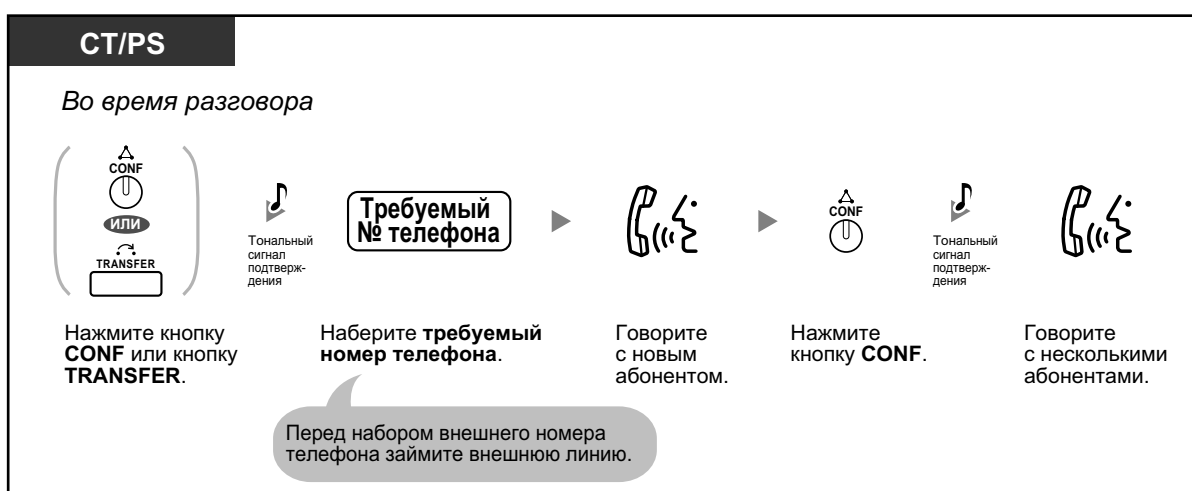 CT/PS
Во время разговора
CONF
ИЛИ
TRANSFER
Тональный
сигнал
подтверж-
дения
Требуемый
№ телефона
CONF
Тональный
сигнал
подтверж-
дения
Нажмите кнопку
CONF или кнопку
TRANSFER.
Наберите требуемый
номер телефона.
Говорите
с новым
абонентом.
Нажмите
кнопку CONF.
Говорите
с несколькими
абонентами.
Перед набором внешнего номера
телефона займите внешнюю линию.